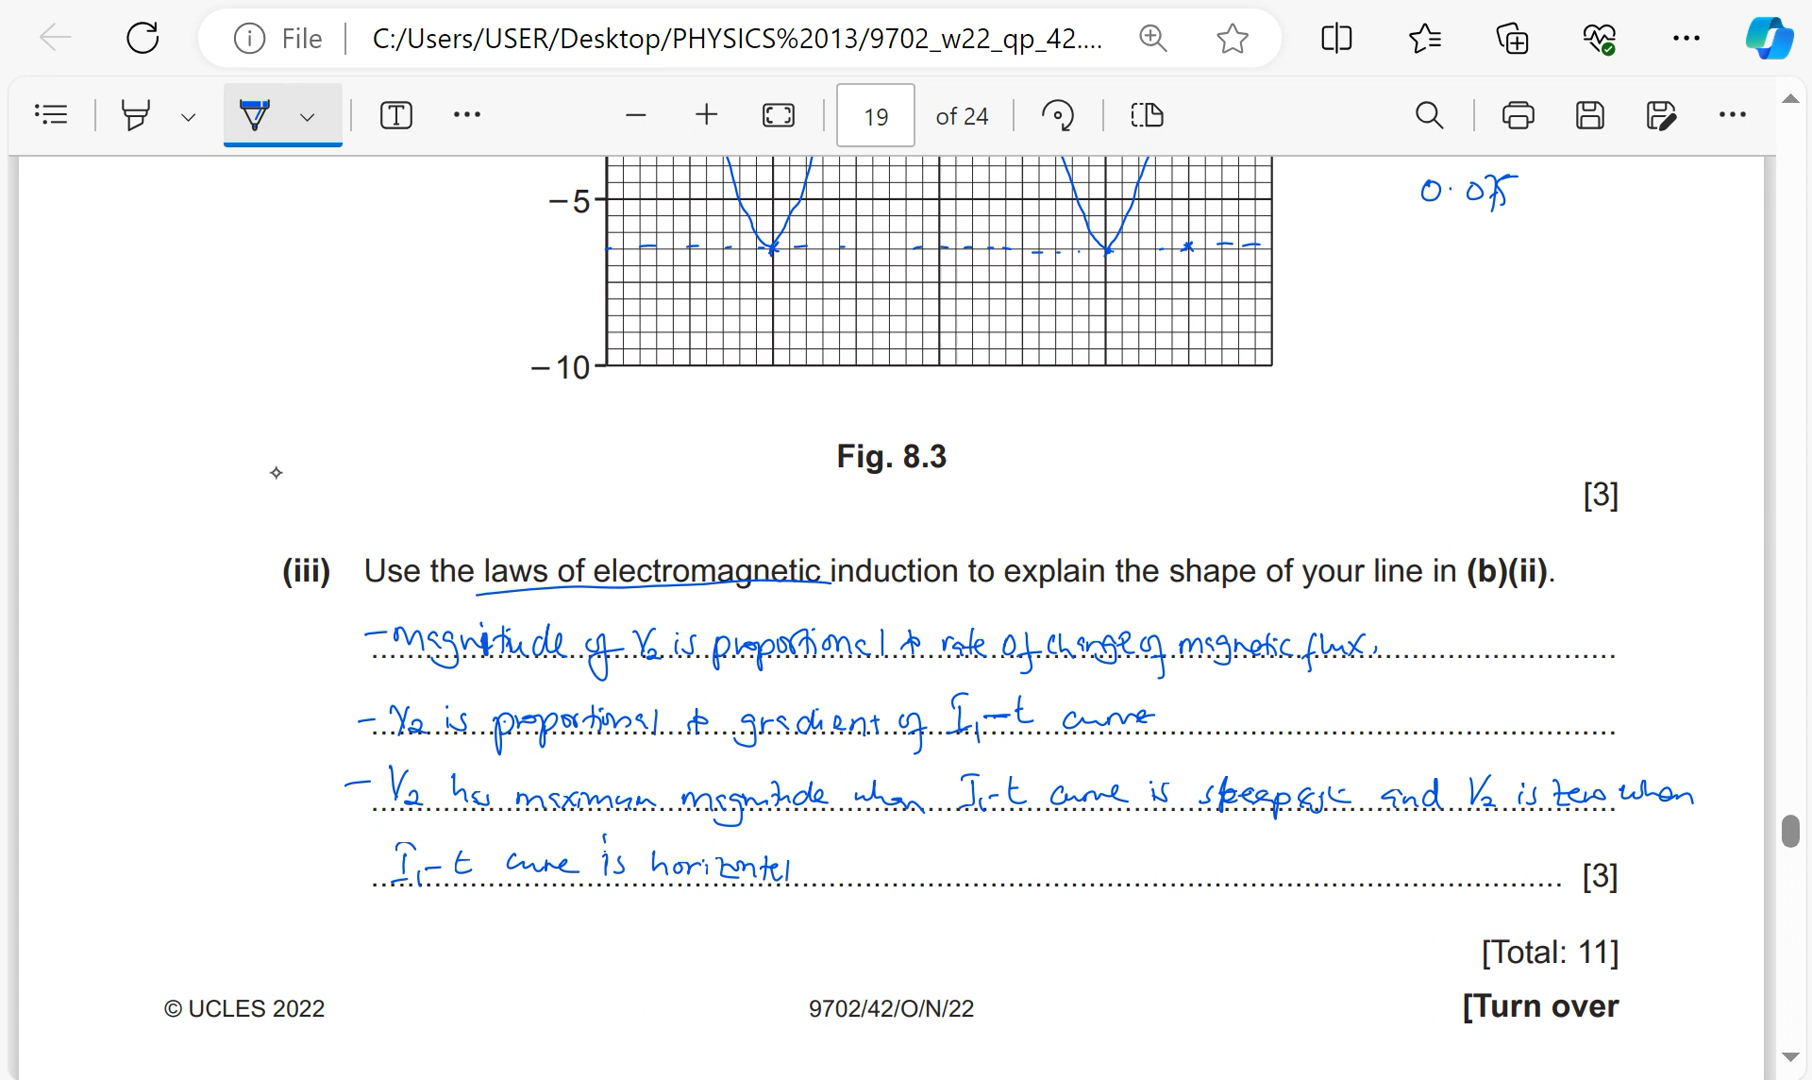 File C:/Users/USER/Desktop/PHYSICS%2013/9702_w22_qp_42....
19 of 24
-5
0.075
-10
Fig. 8.3
[3]
(iii) Use the laws of electromagnetic induction to explain the shape of your line in (b)(ii).
- magnitude of V2 is proportional to rate of change of magnetic flux.
- V2 is proportional to gradient of I1-t curve
- V2 has maximum magnitude when I1-t curve is steepest and V2 is zero when
I1-t curve is horizontal
[3]
[Total: 11]
© UCLES 2022 9702/42/O/N/22 [Turn over